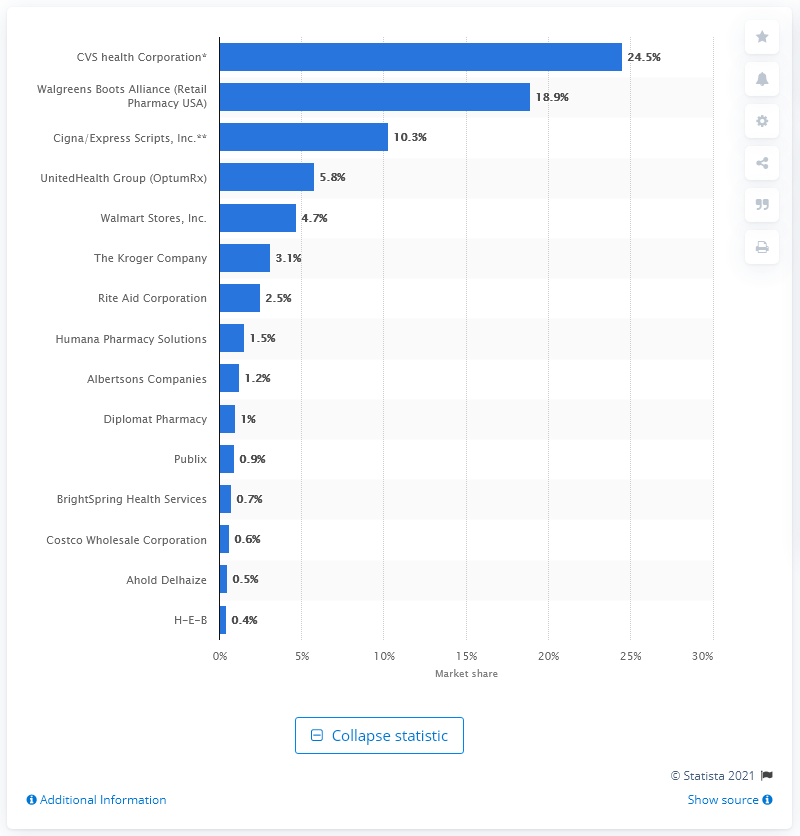 CVS health Corporation*
24.5%
Walgreens Boots Alliance (Retail
Pharmacy USA)
18.9%
Cigna/Express Scripts, Inc.**
10.3%
UnitedHealth Group (OptumRx)
5.8%
Walmart Stores, Inc.
4.7%
The Kroger Company
3.1%
Rite Aid Corporation
2.5%
Humana Pharmacy Solutions
1.5%
Albertsons Companies
1.2%
Diplomat Pharmacy
1%
Publix
0.9%
BrightSpring Health Services
0.7%
Costco Wholesale Corporation
0.6%
Ahold Delhaize
0.5%
H-E-B
0.4%
0% 5% 10% 15% 20% 25% 30%
Market share
Collapse statistic
© Statista 2021
Additional Information
Show source